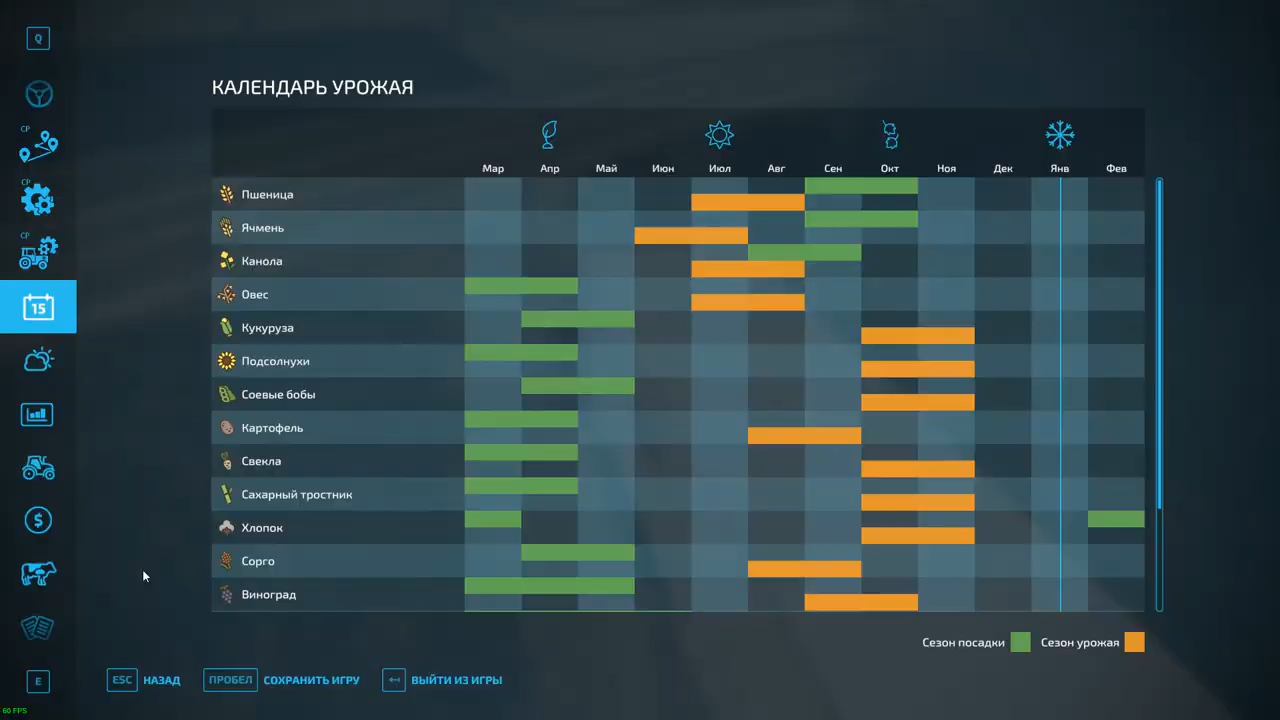 Q
КАЛЕНДАРЬ УРОЖАЯ
Мар Апр Май Июн Июл Авг Сен Окт Ноя Дек Янв Фев
CP
CP
CP
15
$
E
Пшеница
Ячмень
Канола
Овес
Кукуруза
Подсолнухи
Соевые бобы
Картофель
Свекла
Сахарный тростник
Хлопок
Сорго
Виноград
Сезон посадки Сезон урожая
ESC НАЗАД ПРОБЕЛ СОХРАНИТЬ ИГРУ ВЫЙТИ ИЗ ИГРЫ
60 FPS